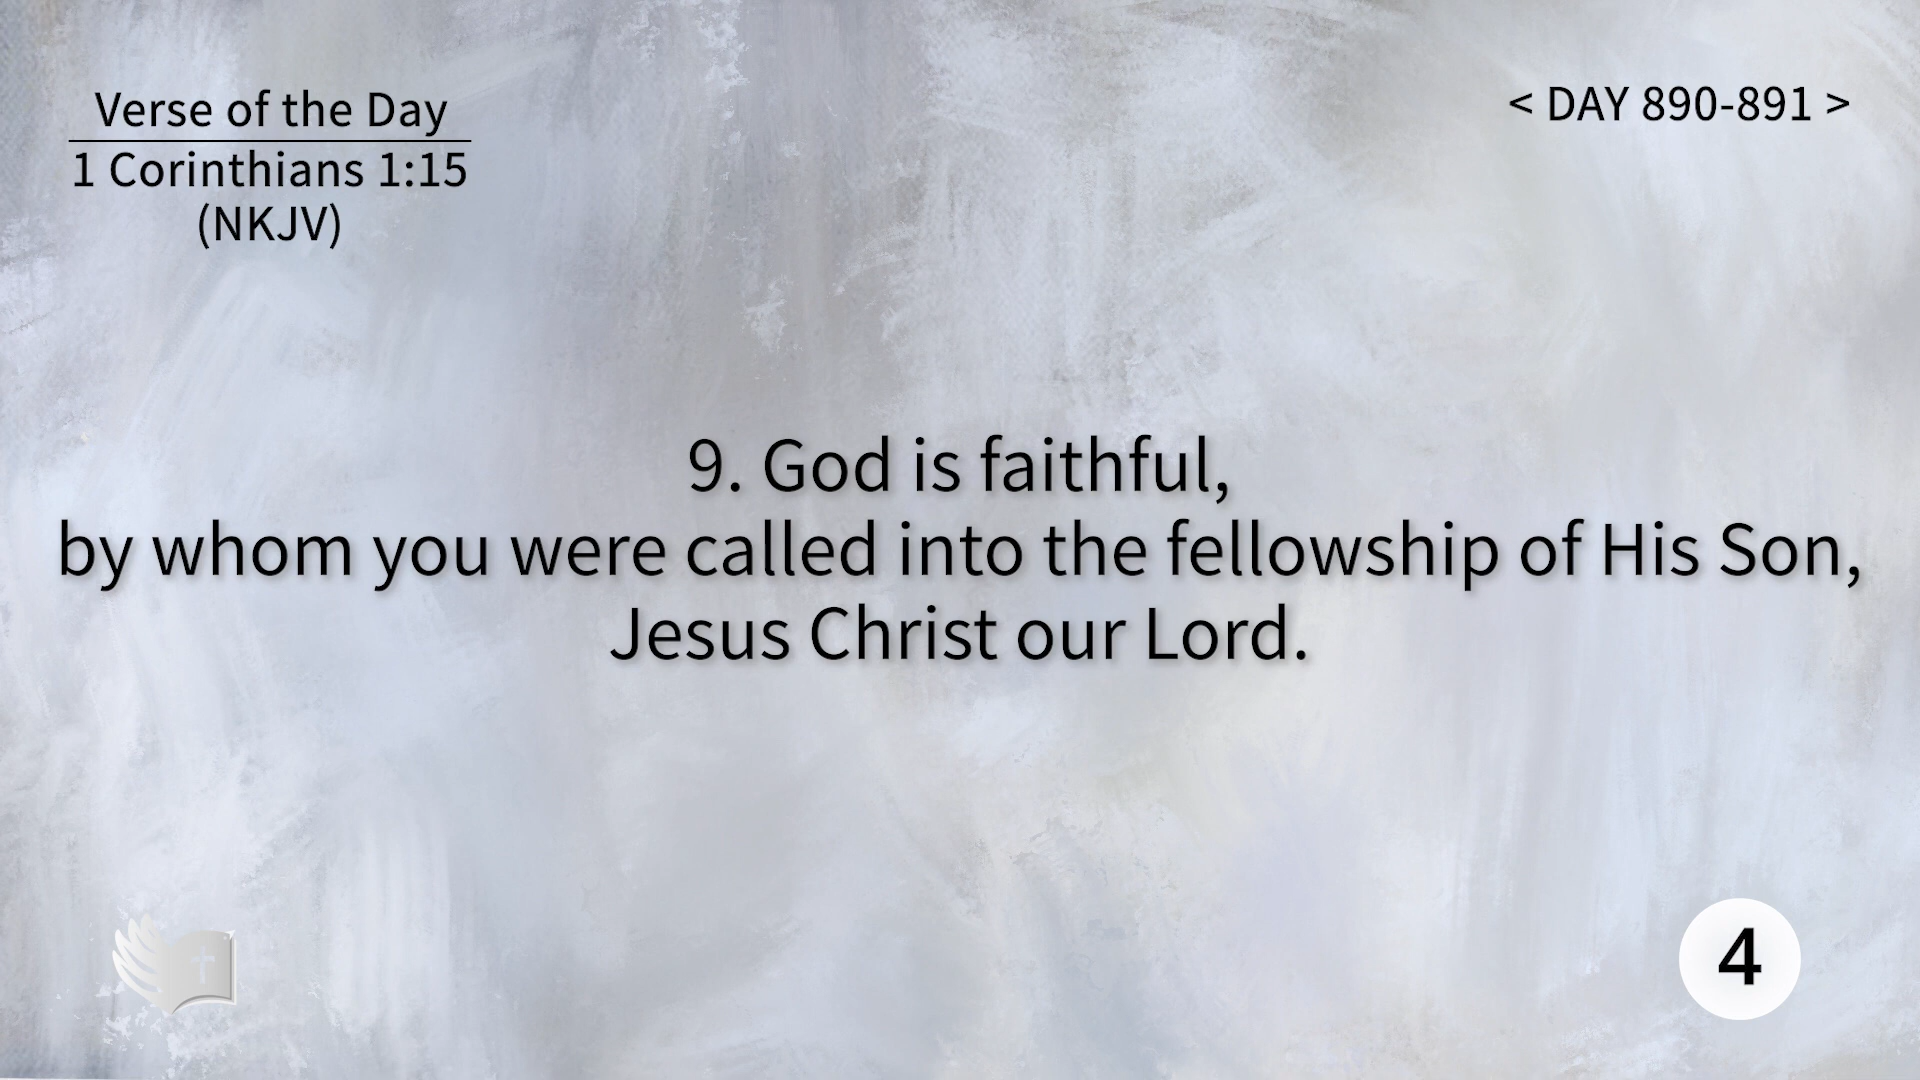 Verse of the Day
1 Corinthians 1:15
(NKJV)
< DAY 890-891 >
9. God is faithful,
by whom you were called into the fellowship of His Son,
Jesus Christ our Lord.
4